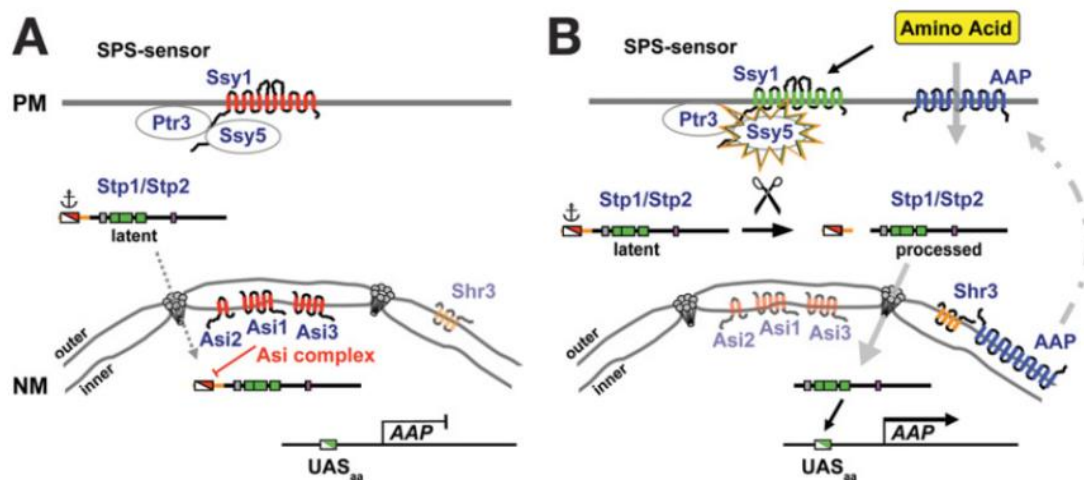 A
SPS-sensor
Ssy1
PM
Ptr3
Ssy5
Stp1/Stp2
latent
Shr3
Asi2
Asi1
Asi3
outer
inner
Asi complex
NM
AAP
UASaa
B
SPS-sensor
Amino Acid
Ssy1
AAP
Ptr3
Ssy5
Stp1/Stp2
latent
Stp1/Stp2
processed
Shr3
Asi2
Asi1
Asi3
AAP
outer
inner
NM
AAP
UASaa